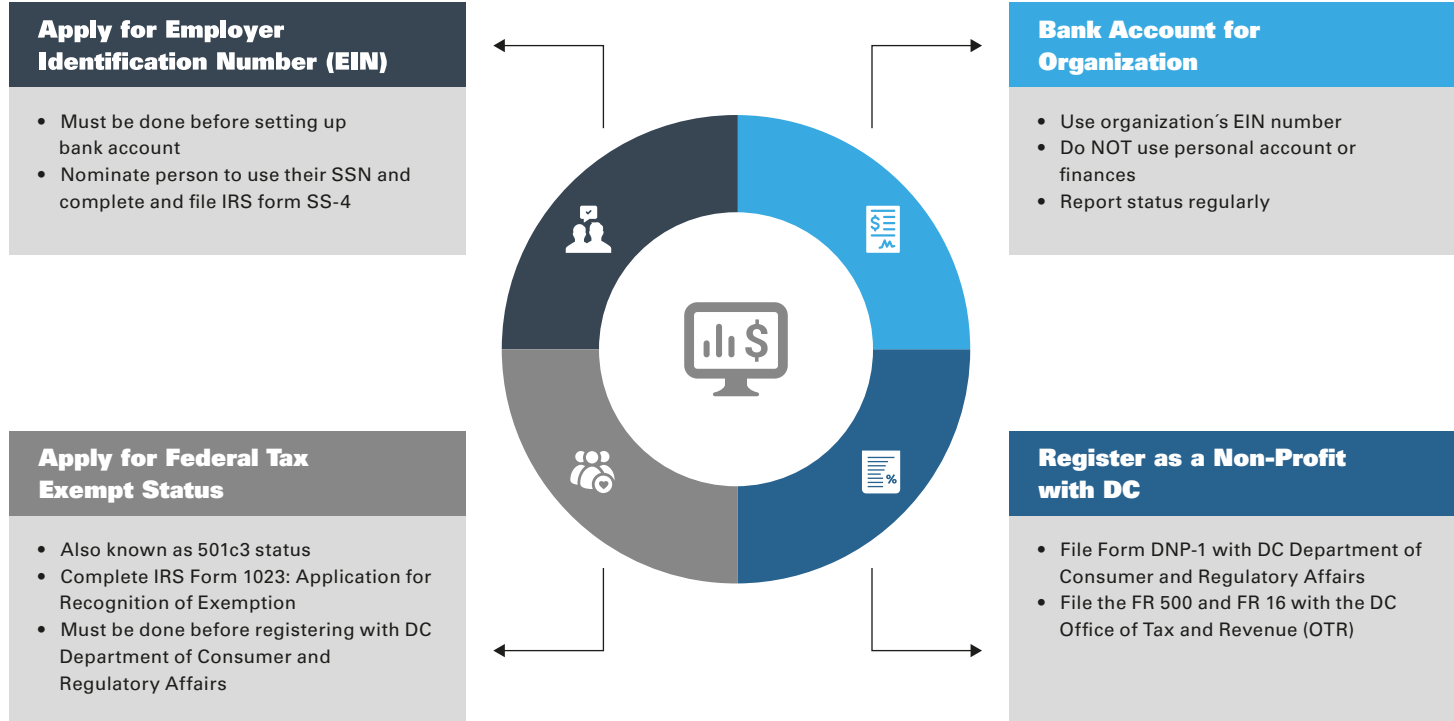 Apply for Employer
Identification Number (EIN)
• Must be done before setting up
bank account
• Nominate person to use their SSN and
complete and file IRS form SS-4
Bank Account for
Organization
• Use organization´s EIN number
• Do NOT use personal account or
finances
• Report status regularly
$
$
%
Apply for Federal Tax
Exempt Status
• Also known as 501c3 status
• Complete IRS Form 1023: Application for
Recognition of Exemption
• Must be done before registering with DC
Department of Consumer and
Regulatory Affairs
Register as a Non-Profit
with DC
• File Form DNP-1 with DC Department of
Consumer and Regulatory Affairs
• File the FR 500 and FR 16 with the DC
Office of Tax and Revenue (OTR)